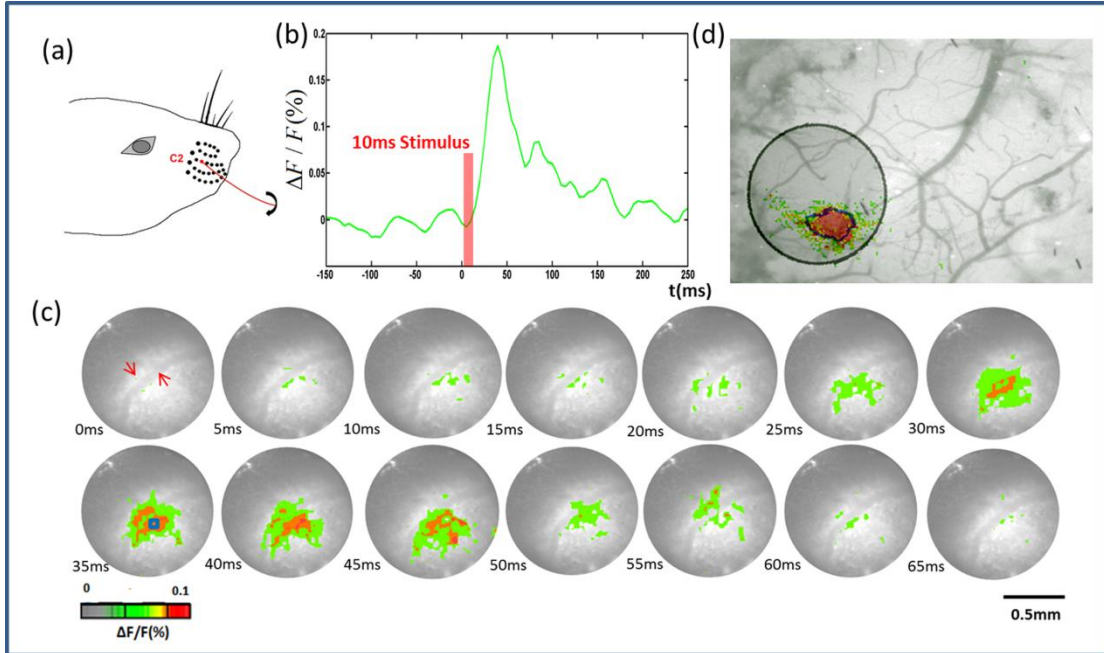 (a)
C2
(b)
ΔF / F(%)
0.2
0.15
0.1
0.05
0
10ms Stimulus
-150 -100 -50 0 50 100 150 200 250
t(ms)
(d)
(c)
0ms 5ms 10ms 15ms 20ms 25ms 30ms
35ms 40ms 45ms 50ms 55ms 60ms 65ms
0 0.1
ΔF/F(%)
0.5mm